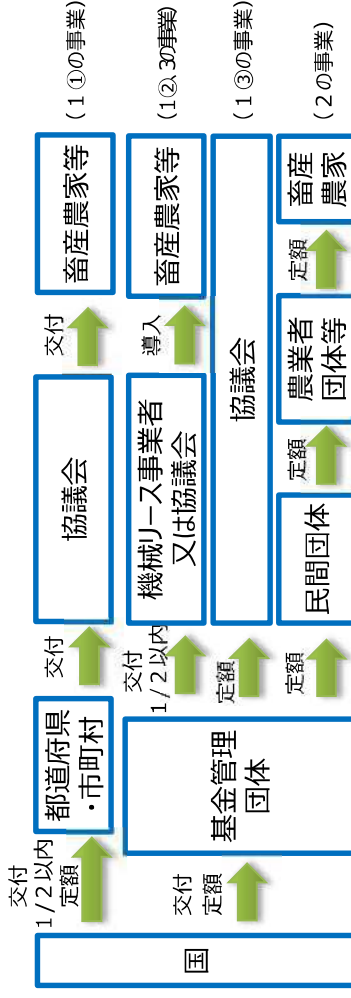 国
交付
1/2以内
定額
都道府県
・市町村
交付
協議会
交付
畜産農家等
(1①の事業)
交付
定額
基金管理
団体
交付
1/2以内
機械リース事業者
又は協議会
導入
畜産農家等
(1②、3の事業)
定額
協議会
(1③の事業)
定額
民間団体
定額
農業者
団体等
定額
畜産
農家
(2の事業)